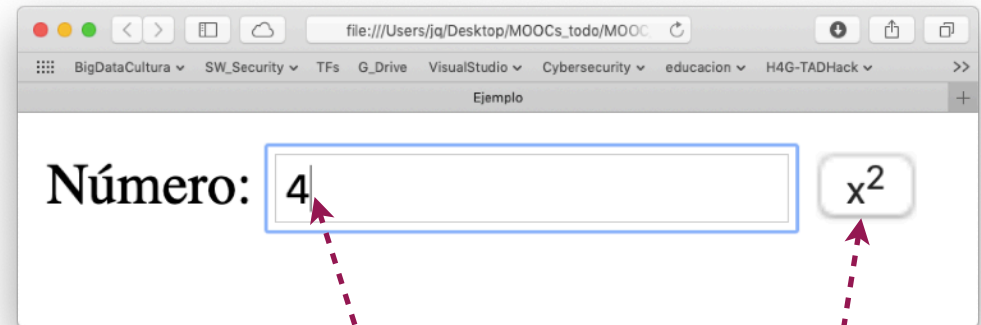 file:///Users/jq/Desktop/MOOCs_todo/MOOC
BigDataCultura SW_Security TFs G_Drive VisualStudio Cybersecurity educacion H4G-TADHack >>
Ejemplo +
Número: 4 x²